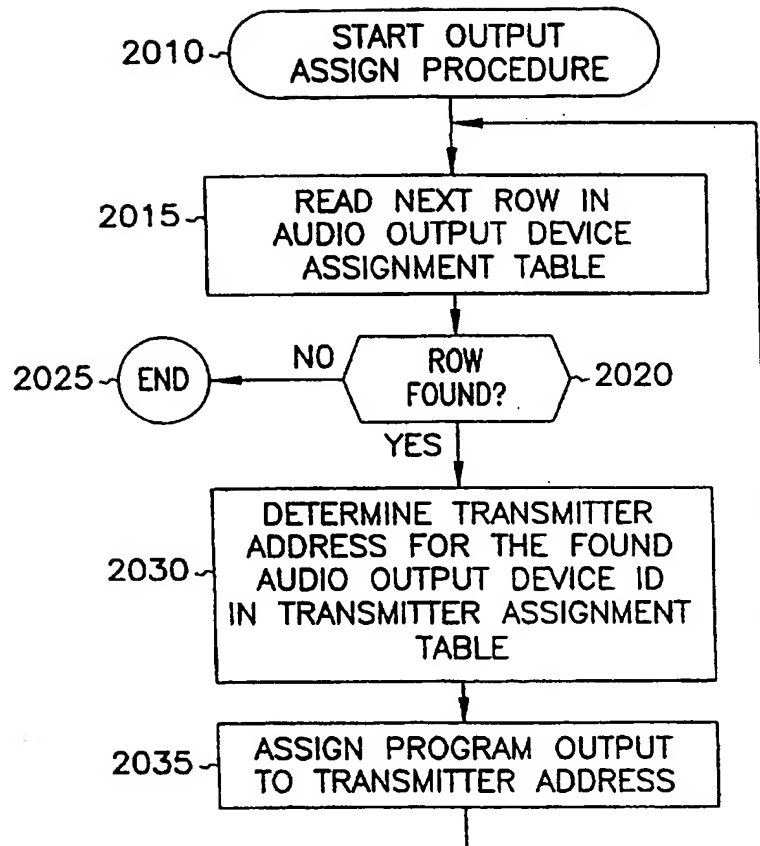 2010
START OUTPUT
ASSIGN PROCEDURE
2015
READ NEXT ROW IN
AUDIO OUTPUT DEVICE
ASSIGNMENT TABLE
2025
END
NO
ROW
FOUND?
2020
YES
2030
DETERMINE TRANSMITTER
ADDRESS FOR THE FOUND
AUDIO OUTPUT DEVICE ID
IN TRANSMITTER ASSIGNMENT
TABLE
2035
ASSIGN PROGRAM OUTPUT
TO TRANSMITTER ADDRESS